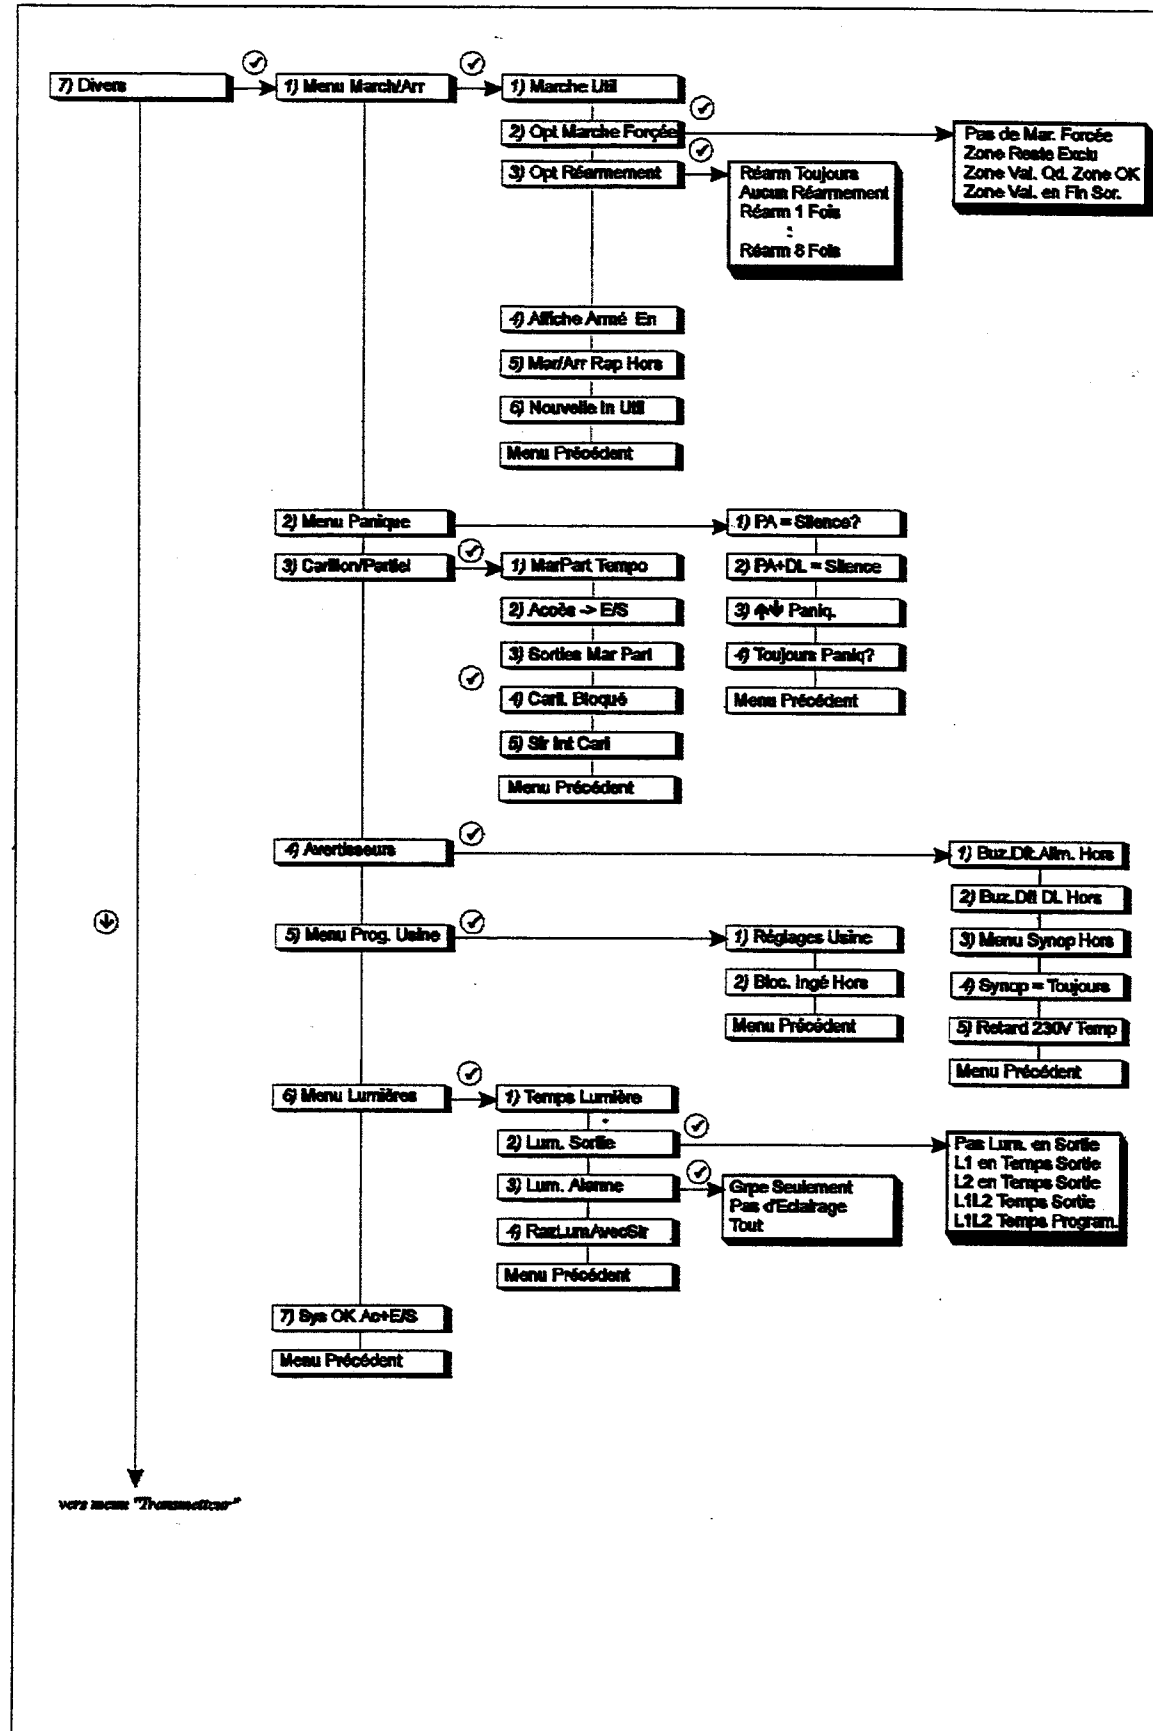 7) Divers
1) Menu March/Arr
1) Marche Util
2) Opt Marche Forçée
3) Opt Réarmement
Pas de Mar. Forcée
Zone Reste Exclu
Zone Val. Qd. Zone OK
Zone Val. en Fin Sor.
Réarm Toujours
Aucun Réarmement
Réarm 1 Fois
:
Réarm 8 Fois
4) Affiche Armé En
5) Mar/Arr Rap Hors
6) Nouvelle In Util
Menu Précédent
2) Menu Panique
1) PA = Silence?
2) PA+DL = Silence
3) ↑↓ Paniq.
4) Toujours Paniq?
Menu Précédent
3) Carillon/Partiel
1) MarPart Tempo
2) Accès -> E/S
3) Sorties Mar Part
4) Caril. Bloqué
5) Sir Int Cari
Menu Précédent
4) Avertisseurs
1) Buz.Dft.Alim. Hors
2) Buz.Dfl DL Hors
3) Menu Synop Hors
4) Synop = Toujours
5) Retard 230V Temp
Menu Précédent
5) Menu Prog. Usine
1) Réglages Usine
2) Bloc. Ingé Hors
Menu Précédent
6) Menu Lumières
1) Temps Lumière
2) Lum. Sortie
3) Lum. Alarme
4) RazLumAvecSir
Menu Précédent
Pas Lum. en Sortie
L1 en Temps Sortie
L2 en Temps Sortie
L1L2 Temps Sortie
L1L2 Temps Program.
Grpe Seulement
Pas d'Eclairage
Tout
7) Sys OK Ac+E/S
Menu Précédent
vers menu "Transmetteur"